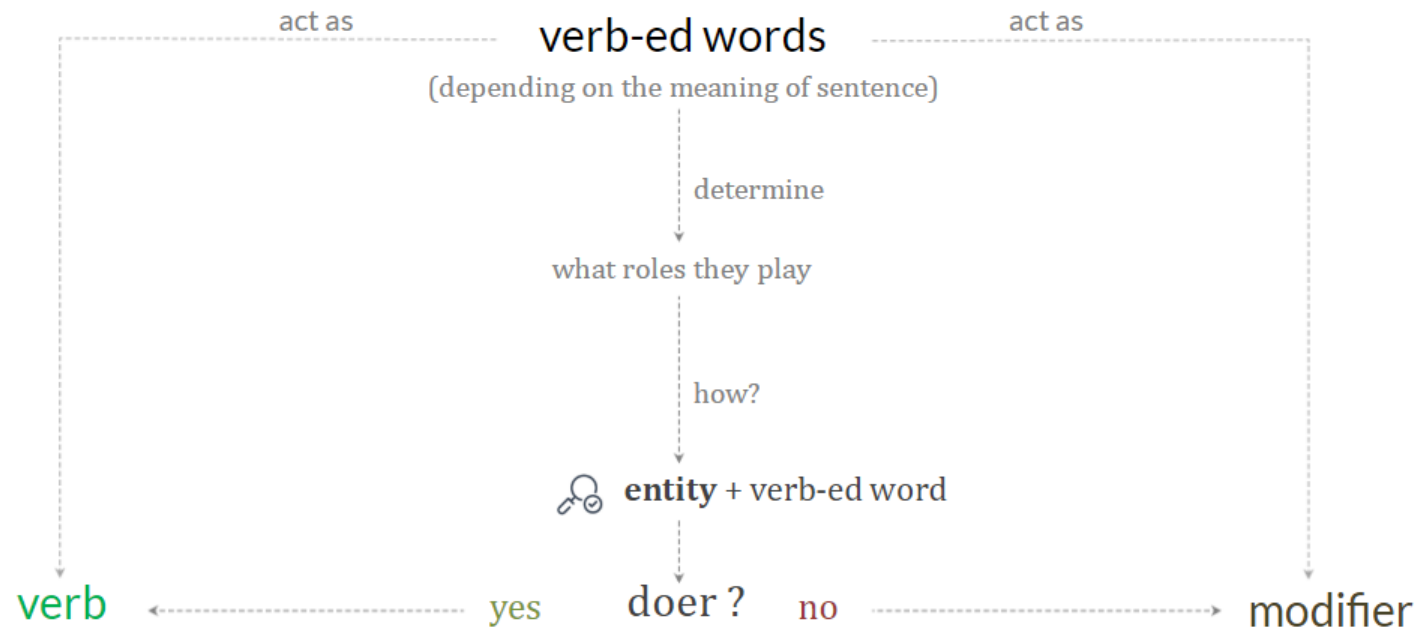 act as
verb-ed words
act as
(depending on the meaning of sentence)
determine
what roles they play
how?
entity + verb-ed word
verb
yes
doer ?
no
modifier